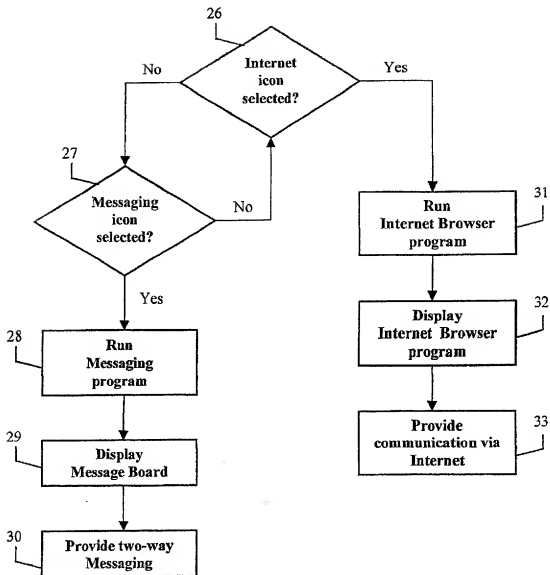 26
Internet
icon
selected?
No
Yes
27
Messaging
icon
selected?
No
Yes
31
Run
Internet Browser
program
32
Display
Internet Browser
program
33
Provide
communication via
Internet
28
Run
Messaging
program
29
Display
Message Board
30
Provide two-way
Messaging